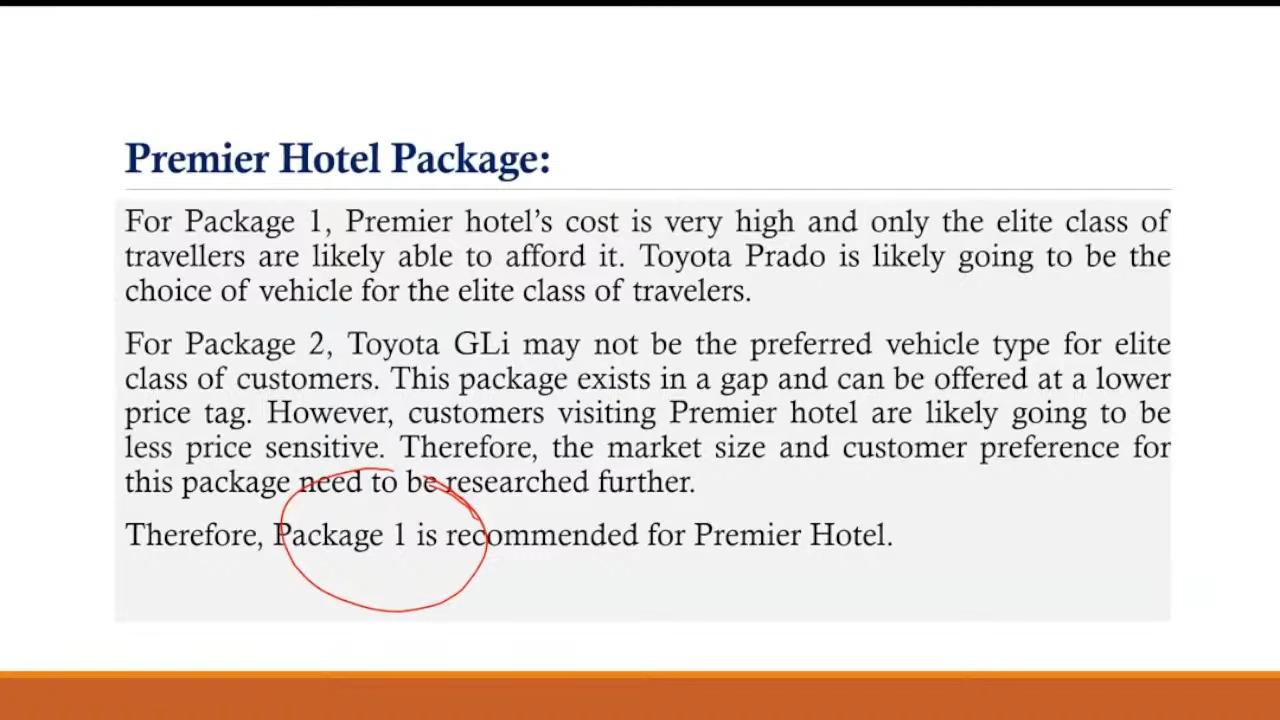 Premier Hotel Package:
For Package 1, Premier hotel’s cost is very high and only the elite class of
travellers are likely able to afford it. Toyota Prado is likely going to be the
choice of vehicle for the elite class of travelers.
For Package 2, Toyota GLi may not be the preferred vehicle type for elite
class of customers. This package exists in a gap and can be offered at a lower
price tag. However, customers visiting Premier hotel are likely going to be
less price sensitive. Therefore, the market size and customer preference for
this package need to be researched further.
Therefore, Package 1 is recommended for Premier Hotel.